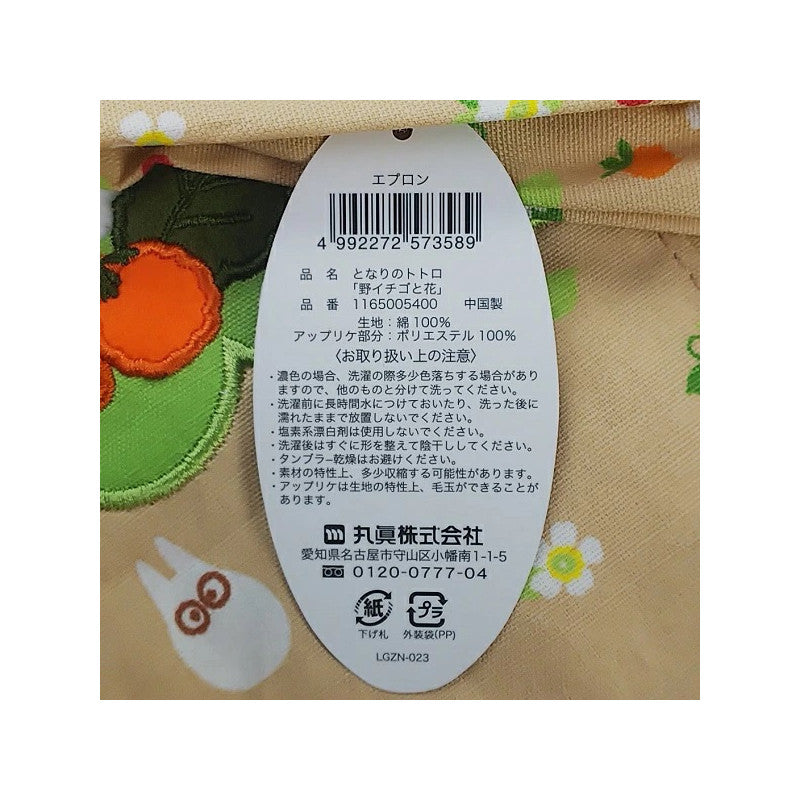 エプロン
4 992272 573589
品 名 となりのトトロ
「野イチゴと花」
品 番 1165005400 中国製
生地：綿100%
アップリケ部分：ポリエステル100%
〈お取り扱い上の注意〉
・濃色の場合、洗濯の際多少色落ちする場合があり
ますので、他のものと分けて洗ってください。
・洗濯前に長時間水につけておいたり、洗った後に
濡れたままで放置しないでください。
・塩素系漂白剤は使用しないでください。
・洗濯後はすぐに形を整えて陰干ししてください。
・タンブラー乾燥はお避けください。
・素材の特性上、多少収縮する可能性があります。
・アップリケは生地の特性上、毛玉ができることが
あります。
丸眞株式会社
愛知県名古屋市守山区小幡南1-1-5
0120-0777-04
紙 プラ
下げ札 外装袋(PP)
LGZN-023